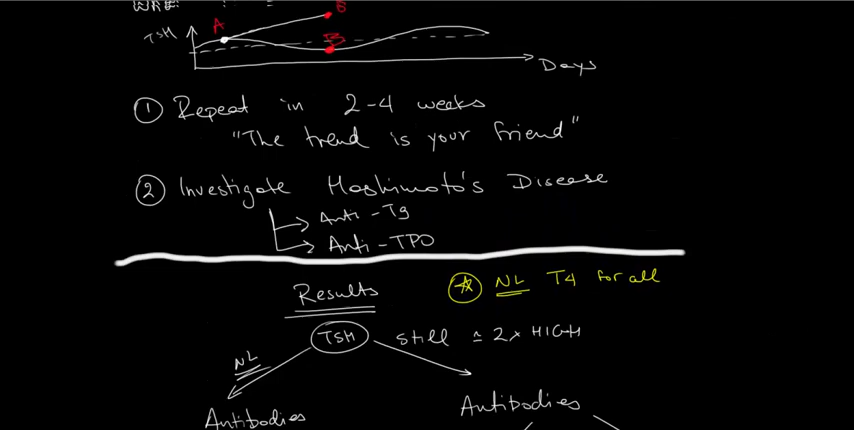 A
B
TSH
B
Days
① Repeat in 2-4 weeks
"The trend is your friend"
② Investigate Hashimoto's Disease
Anti-Tg
Anti-TPO
NL T4 for all
Results
TSH still ≃ 2x HIGH
NL
Antibodies
Antibodies